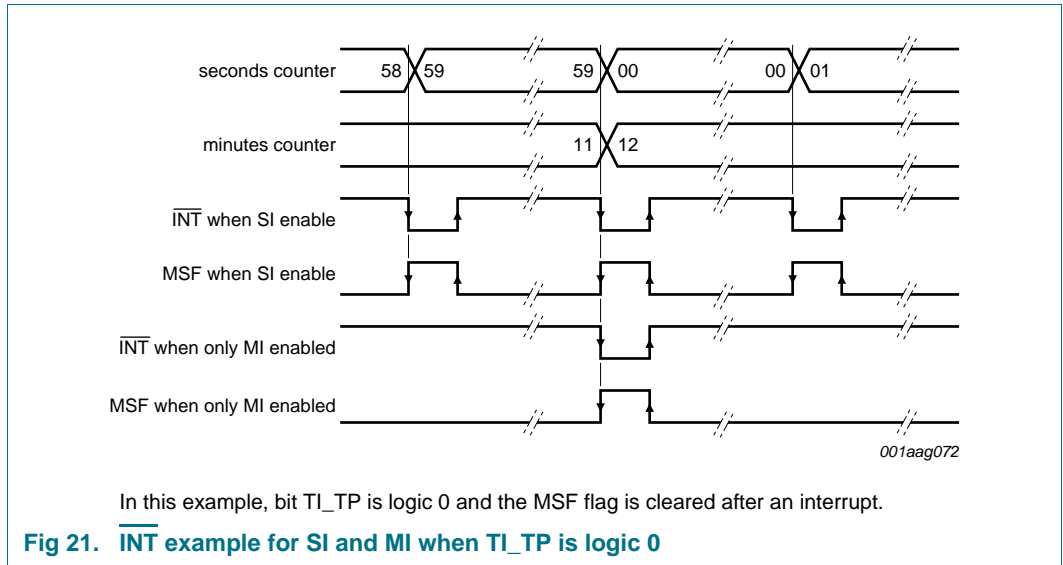 seconds counter 58 59 59 00 00 01
minutes counter 11 12
INT when SI enable
MSF when SI enable
INT when only MI enabled
MSF when only MI enabled
001aag072
In this example, bit TI_TP is logic 0 and the MSF flag is cleared after an interrupt.
Fig 21. INT example for SI and MI when TI_TP is logic 0